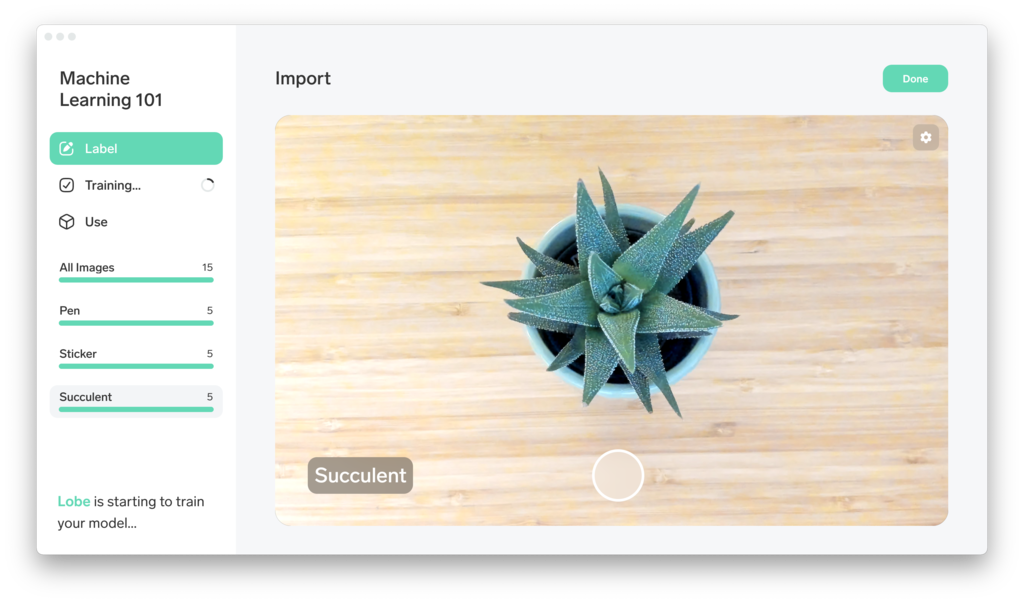 Machine
Learning 101
Label
Training...
Use
All Images 15
Pen 5
Sticker 5
Succulent 5
Lobe is starting to train
your model...
Import
Done
Succulent